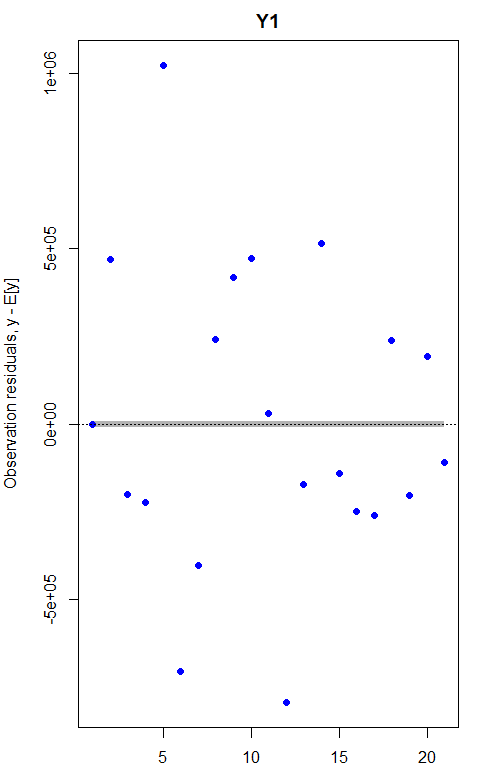 Y1
Observation residuals, y - E[y]
1e+06
5e+05
0e+00
-5e+05
5
10
15
20